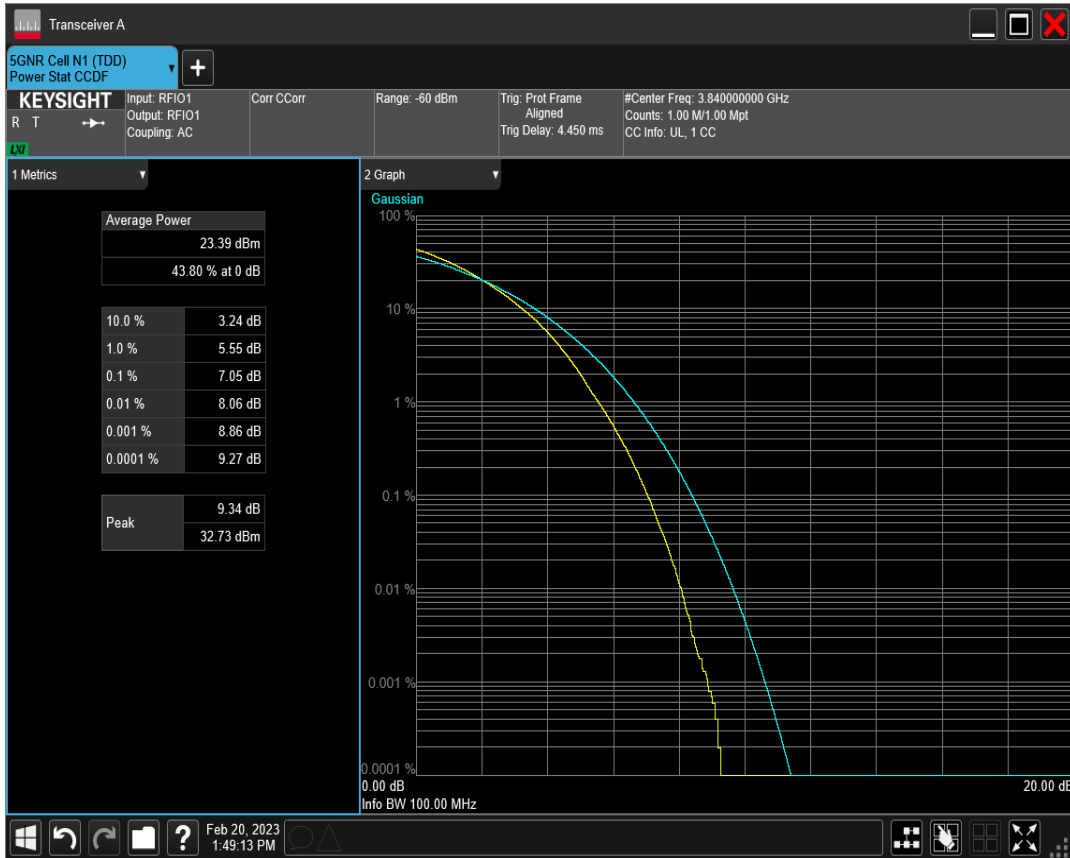 Transceiver A
5GNR Cell N1 (TDD)
Power Stat CCDF
+
KEYSIGHT
R T
LXI
Input: RFIO1
Output: RFIO1
Coupling: AC
Corr CCorr
Range: -60 dBm
Trig: Prot Frame
Aligned
Trig Delay: 4.450 ms
#Center Freq: 3.840000000 GHz
Counts: 1.00 M/1.00 Mpt
CC Info: UL, 1 CC
1 Metrics
Average Power
23.39 dBm
43.80 % at 0 dB
10.0 % 3.24 dB
1.0 % 5.55 dB
0.1 % 7.05 dB
0.01 % 8.06 dB
0.001 % 8.86 dB
0.0001 % 9.27 dB
Peak
9.34 dB
32.73 dBm
2 Graph
Gaussian
100 %
10 %
1 %
0.1 %
0.01 %
0.001 %
0.0001 %
0.00 dB 20.00 dB
Info BW 100.00 MHz
?
Feb 20, 2023
1:49:13 PM